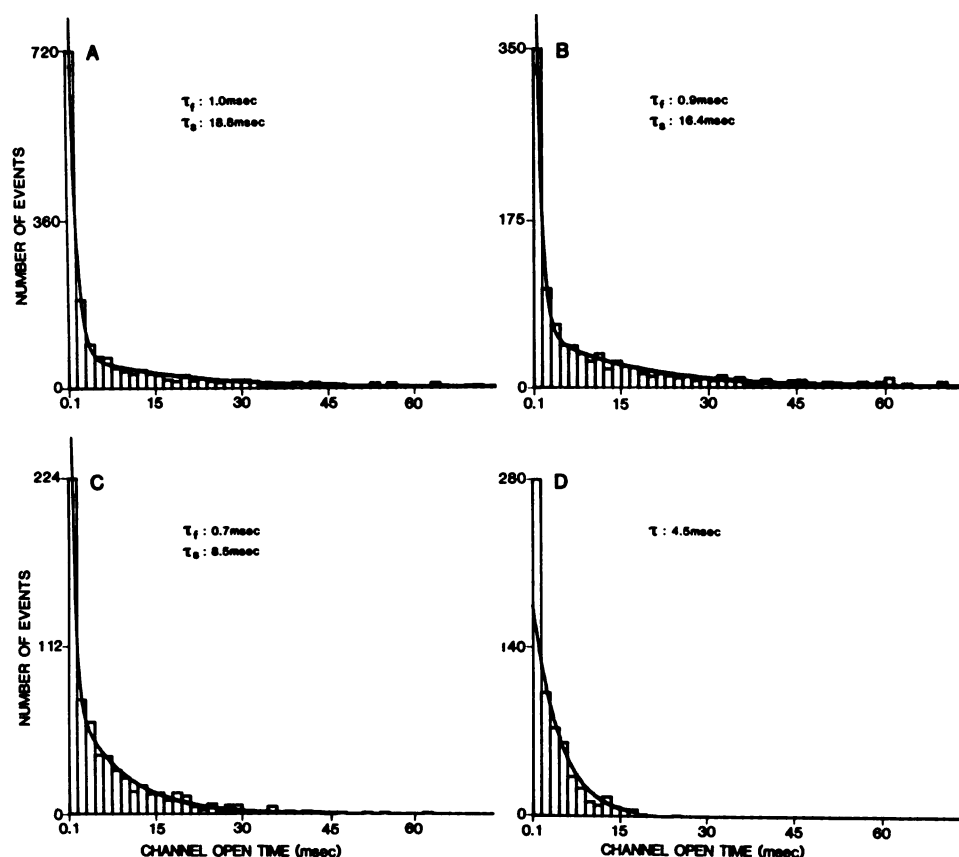 A
720
τf : 1.0msec
τs : 18.8msec
360
NUMBER OF EVENTS
0
0.1 15 30 45 60
B
350
τf : 0.9msec
τs : 16.4msec
175
0
0.1 15 30 45 60
C
224
τf : 0.7msec
τs : 8.5msec
112
NUMBER OF EVENTS
0
0.1 15 30 45 60
CHANNEL OPEN TIME (msec)
D
280
τ : 4.5msec
140
0
0.1 15 30 45 60
CHANNEL OPEN TIME (msec)